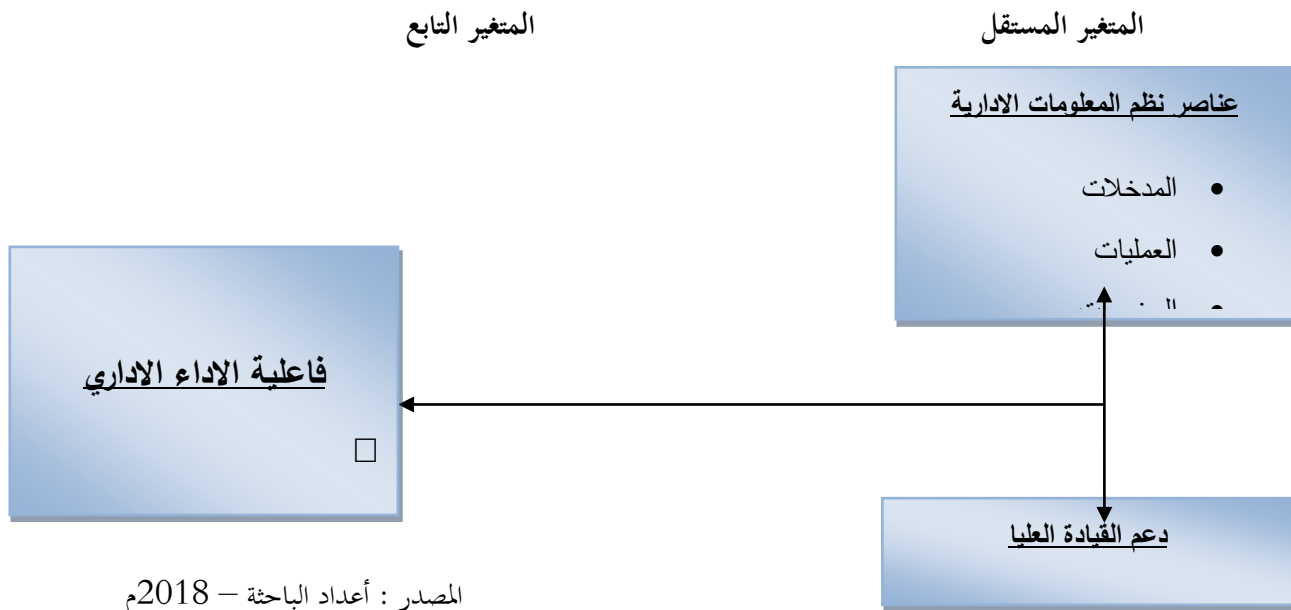 المتغير المستقل
المتغير التابع
عناصر نظم المعلومات الادارية
• المدخلات
• العمليات
فاعلية الاداء الاداري
دعم القيادة العليا
المصدر : أعداد الباحثة – 2018م